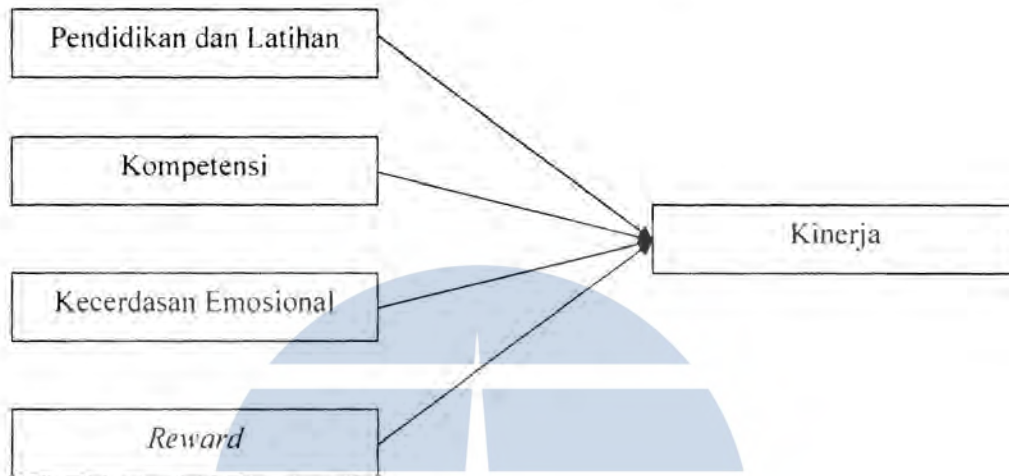 Pendidikan dan Latihan
Kompetensi
Kinerja
Kecerdasan Emosional
Reward